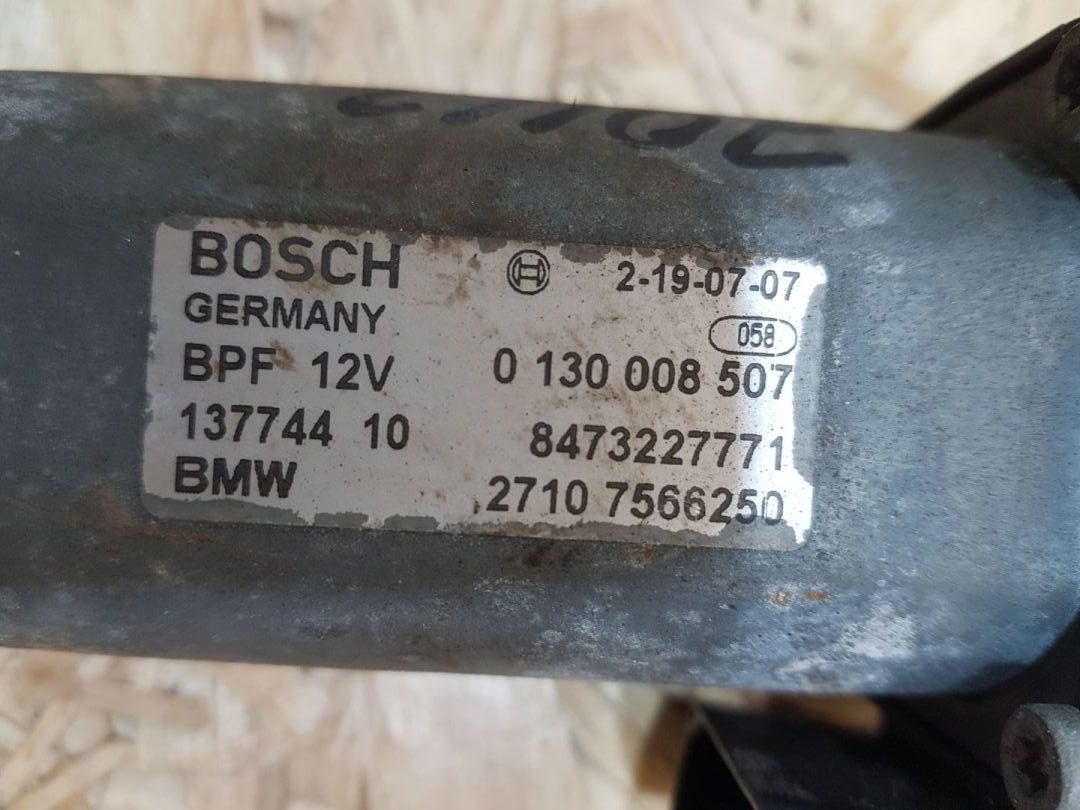 BOSCH 2-19-07-07
GERMANY 058
BPF 12V 0 130 008 507
137744 10 8473227771
BMW 2710 7566250